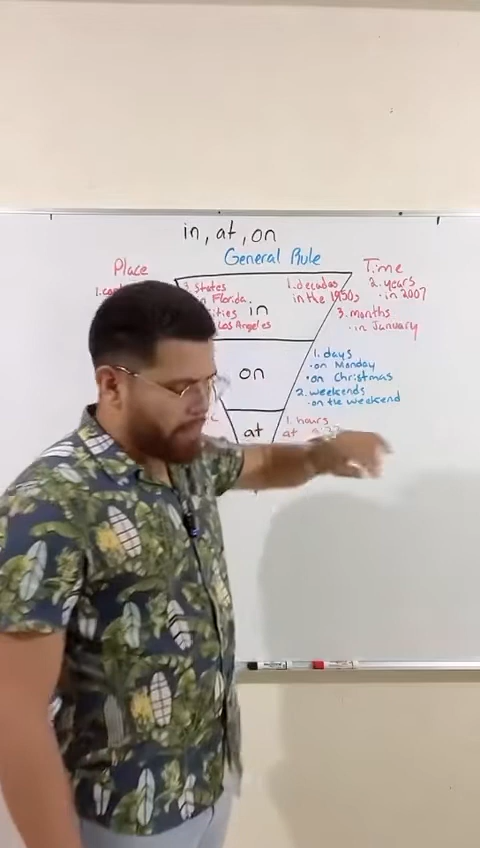 in, at, on
General Rule
Place
Time
3. states
in Florida
Los Angeles
in
1. decades
in the 1950s
2. years
· in 2007
3. months
· in January
on
1. days
· on Monday
· on Christmas
2. weekends
· on the weekend
at
1. hours
at